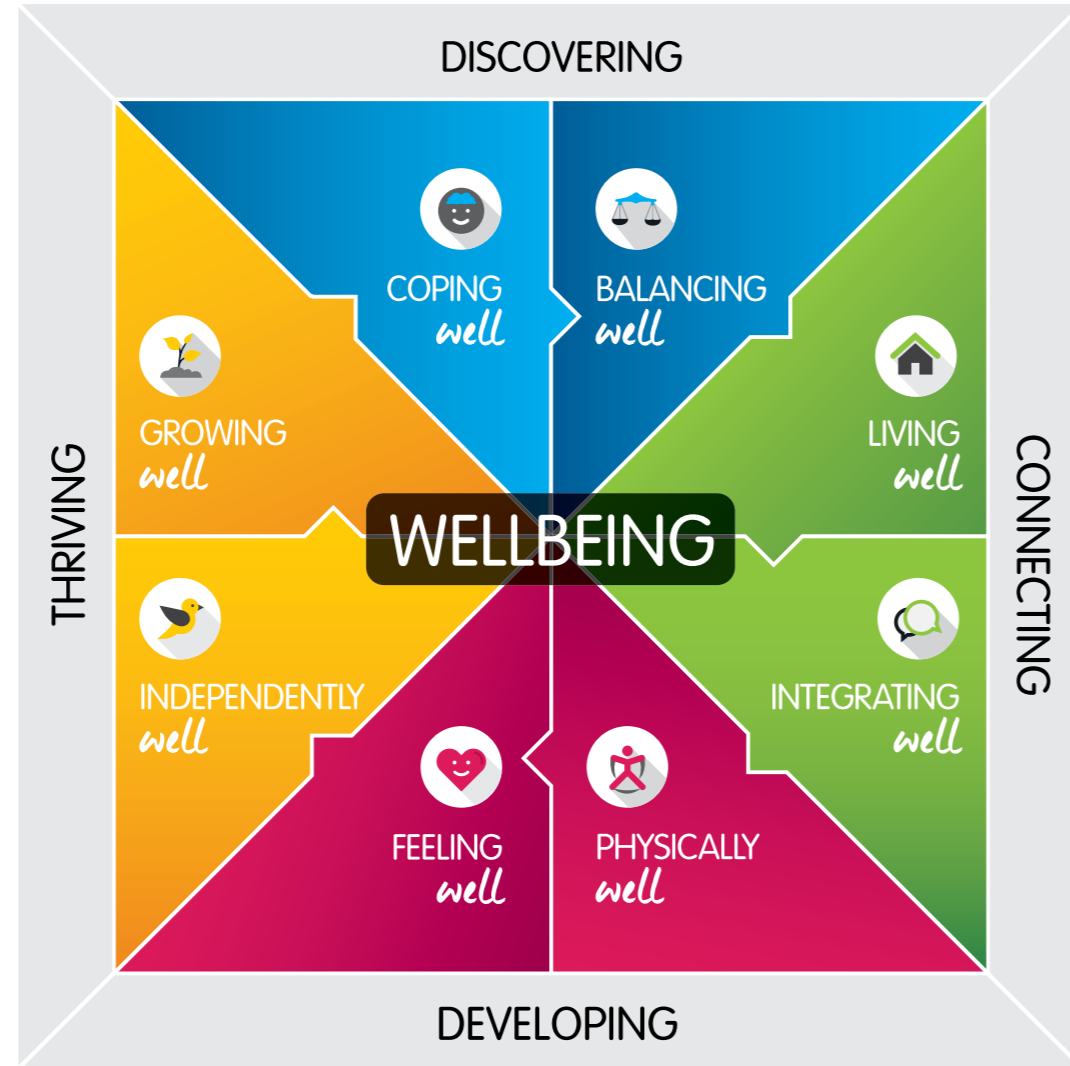 DISCOVERING
COPING
well
BALANCING
well
GROWING
well
LIVING
well
THRIVING
WELLBEING
CONNECTING
INDEPENDENTLY
well
INTEGRATING
well
FEELING
well
PHYSICALLY
well
DEVELOPING